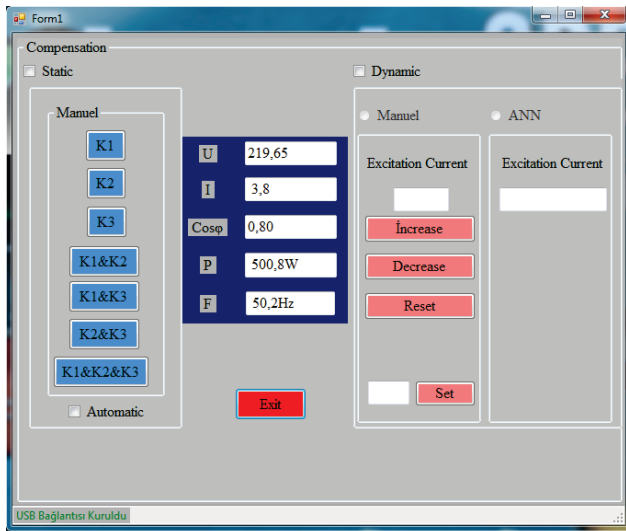 Form1
Compensation
Static
Manuel
K1
K2
K3
K1&K2
K1&K3
K2&K3
K1&K2&K3
Automatic
U 219,65
I 3,8
Cosφ 0,80
P 500,8W
F 50,2Hz
Exit
Dynamic
Manuel
Excitation Current
İncrease
Decrease
Reset
Set
ANN
Excitation Current
USB Bağlantısı Kuruldu